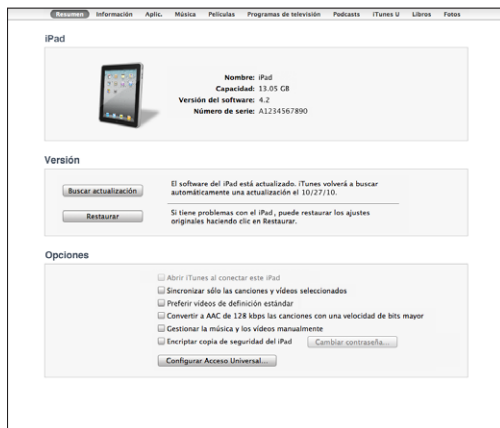 Resumen Información Aplic. Música Películas Programas de televisión Podcasts iTunes U Libros Fotos
iPad
Nombre: iPad
Capacidad: 13.05 GB
Versión del software: 4.2
Número de serie: A1234567890
Versión
Buscar actualización
El software del iPad está actualizado. iTunes volverá a buscar
automáticamente una actualización el 10/27/10.
Restaurar
Si tiene problemas con el iPad, puede restaurar los ajustes
originales haciendo clic en Restaurar.
Opciones
Abrir iTunes al conectar este iPad
Sincronizar sólo las canciones y vídeos seleccionados
Preferir vídeos de definición estándar
Convertir a AAC de 128 kbps las canciones con una velocidad de bits mayor
Gestionar la música y los vídeos manualmente
Encriptar copia de seguridad del iPad Cambiar contraseña...
Configurar Acceso Universal...